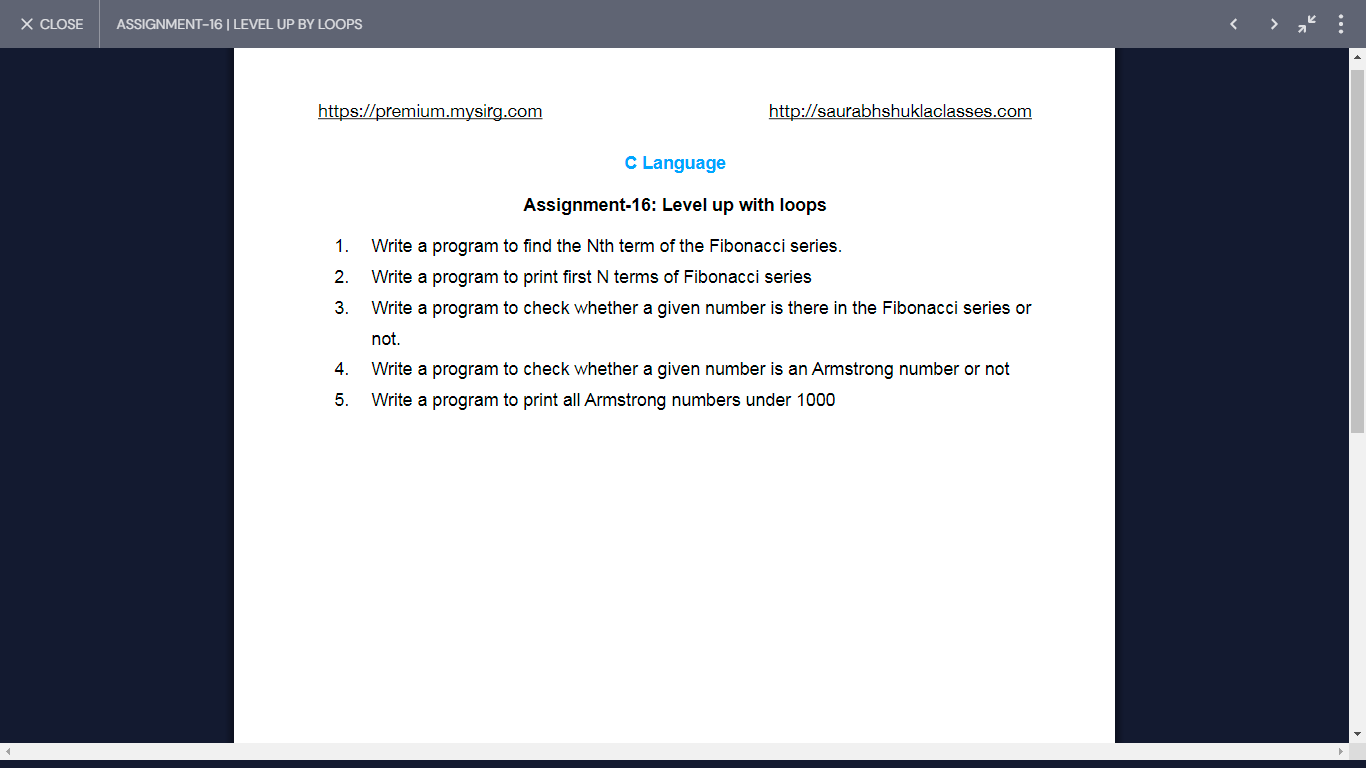 CLOSE
ASSIGNMENT-16 | LEVEL UP BY LOOPS
https://premium.mysirg.com
http://saurabhshuklaclasses.com
C Language
Assignment-16: Level up with loops
1. Write a program to find the Nth term of the Fibonacci series.
2. Write a program to print first N terms of Fibonacci series
3. Write a program to check whether a given number is there in the Fibonacci series or
not.
4. Write a program to check whether a given number is an Armstrong number or not
5. Write a program to print all Armstrong numbers under 1000